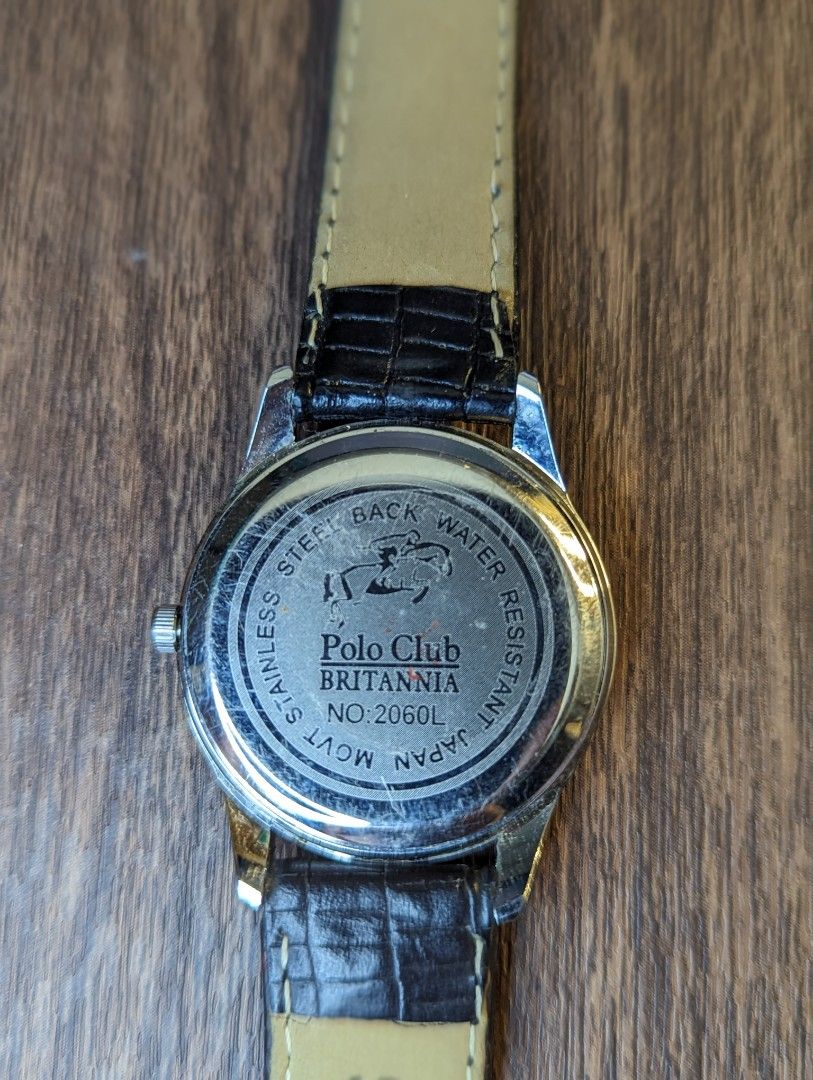 STAINLESS STEEL BACK WATER RESISTANT JAPAN MOVT
Polo Club
BRITANNIA
NO:2060L